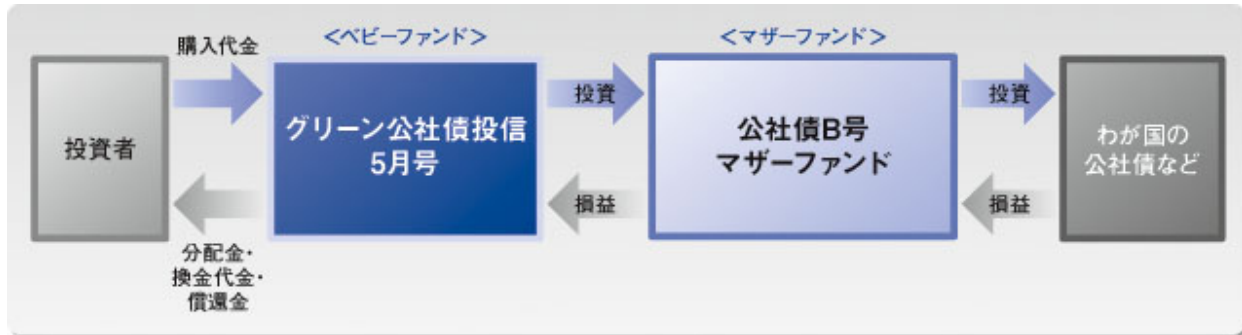 購入代金
<ベビーファンド>
<マザーファンド>
投資者
グリーン公社債投信
5月号
投資
公社債B号
マザーファンド
投資
わが国の
公社債など
損益
損益
分配金・
換金代金・
償還金